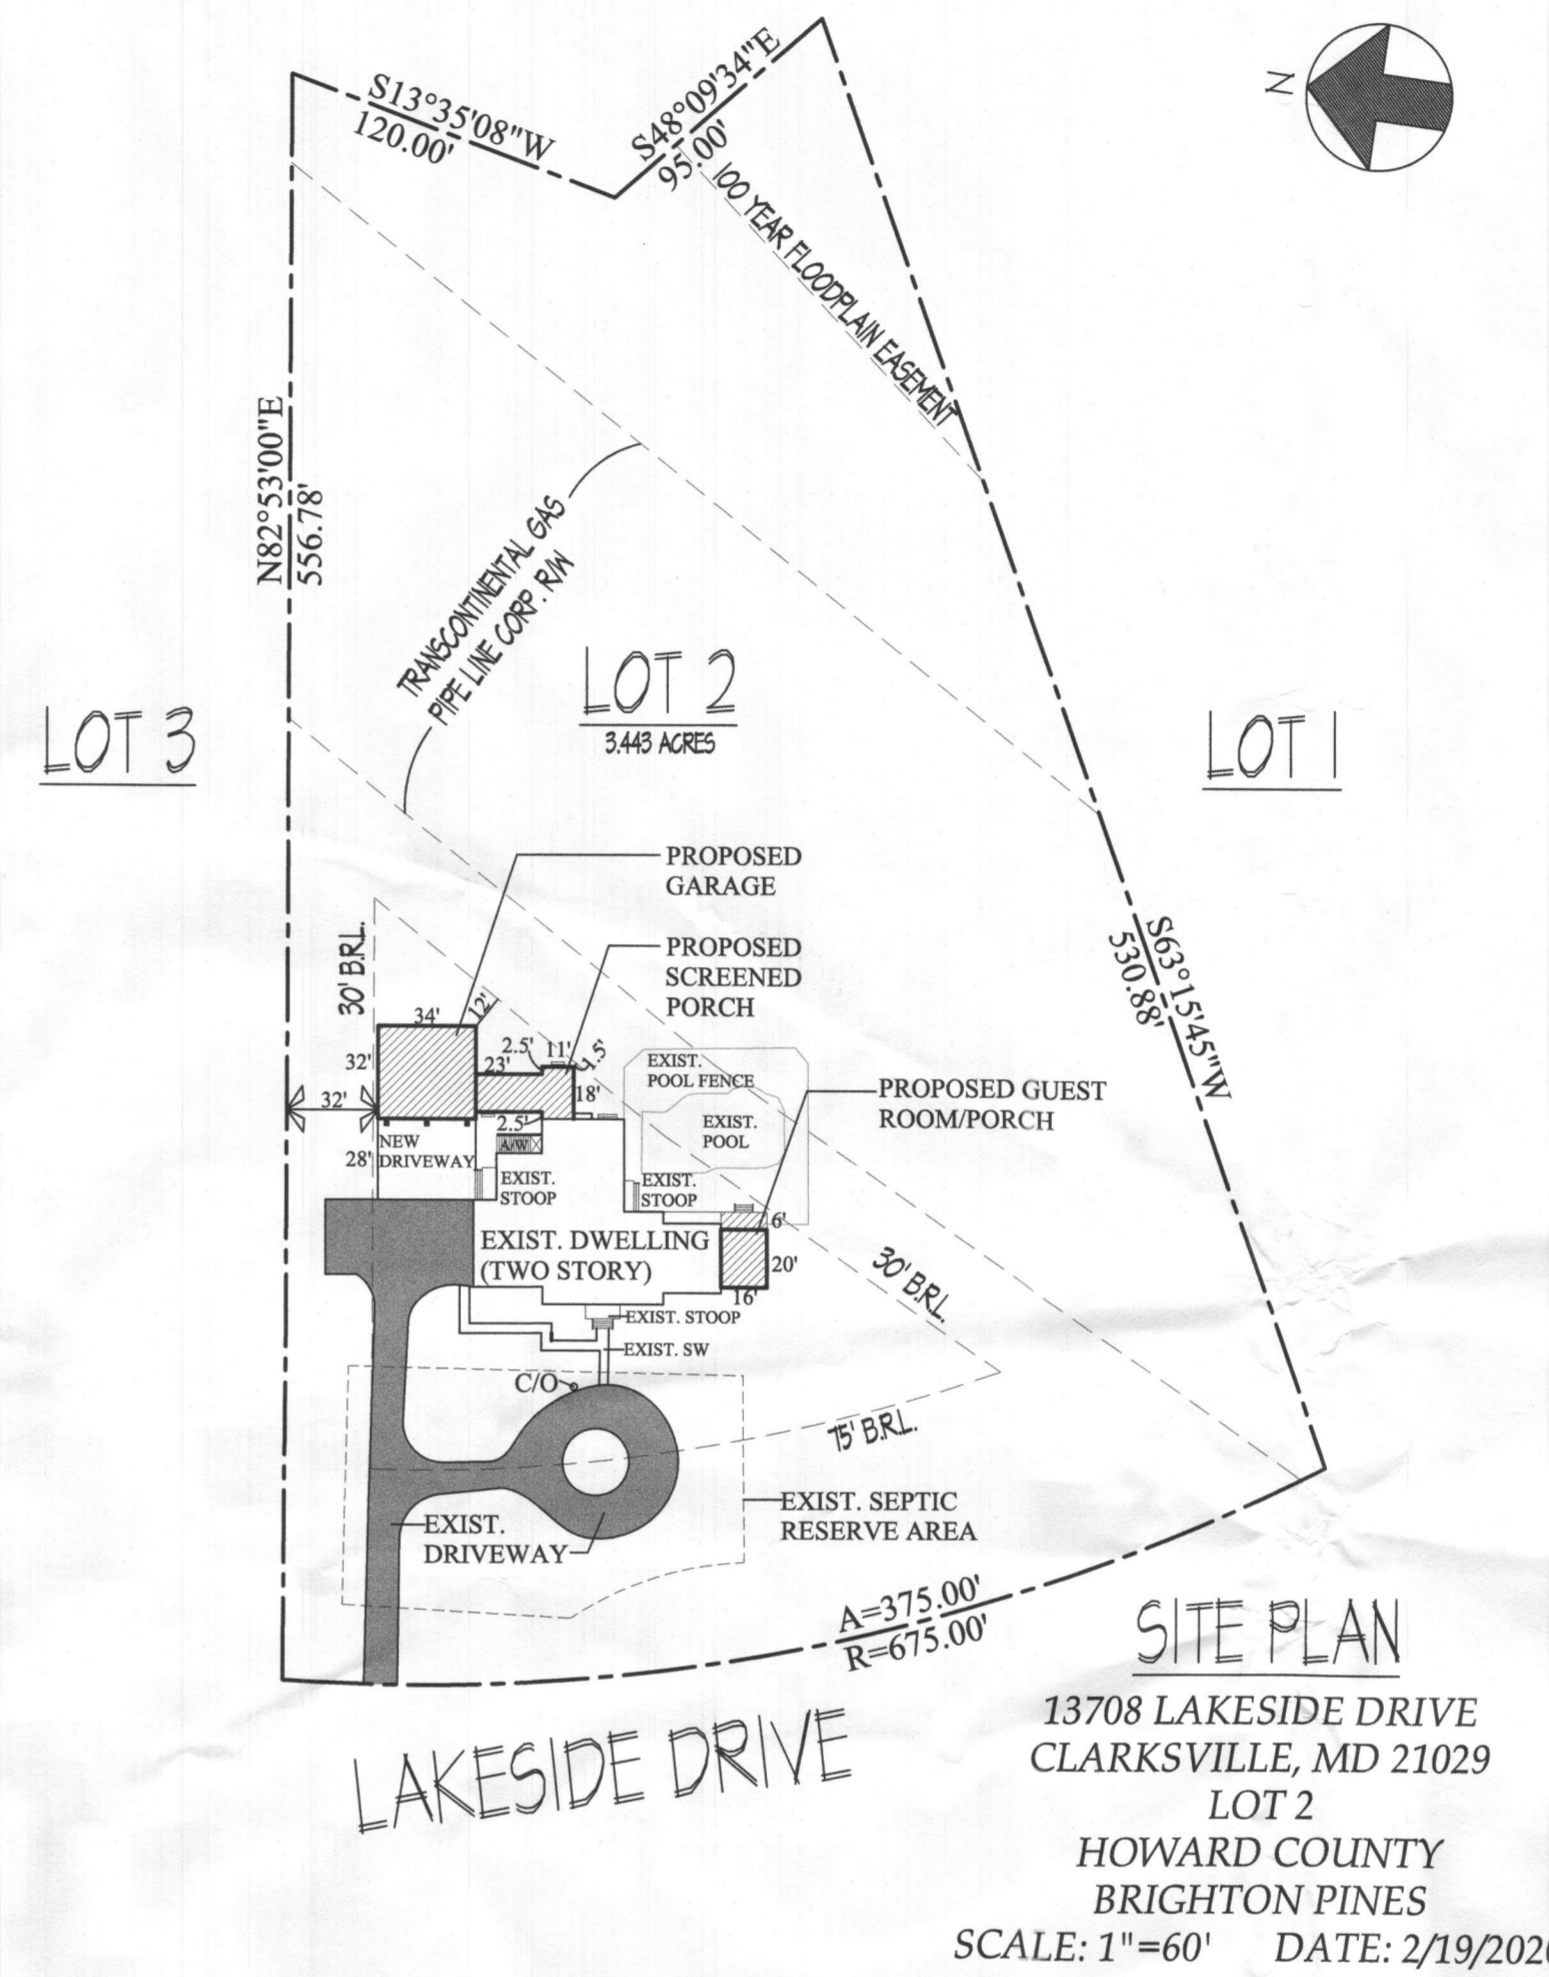 N
S13°35'08"W
120.00'
S48°09'34"E
95.00'
100 YEAR FLOODPLAIN EASEMENT
N82°53'00"E
556.78'
TRANSCONTINENTAL GAS
PIPE LINE CORP. R/W
LOT 2
3.443 ACRES
LOT 3
LOT 1
PROPOSED
GARAGE
PROPOSED
SCREENED
PORCH
30' B.R.L.
S63°15'45"W
530.88'
34'
12'
32'
2.5'
11'
1.5'
23'
18'
32'
2.5'
EXIST.
POOL FENCE
EXIST.
POOL
PROPOSED GUEST
ROOM/PORCH
NEW
DRIVEWAY
28'
A/W
EXIST.
STOOP
EXIST.
STOOP
6'
20'
16'
EXIST. DWELLING
(TWO STORY)
30' B.R.L.
EXIST. STOOP
EXIST. SW
C/O
75' B.R.L.
EXIST. SEPTIC
RESERVE AREA
EXIST.
DRIVEWAY
A=375.00'
R=675.00'
LAKESIDE DRIVE
SITE PLAN
13708 LAKESIDE DRIVE
CLARKSVILLE, MD 21029
LOT 2
HOWARD COUNTY
BRIGHTON PINES
SCALE: 1"=60' DATE: 2/19/2020